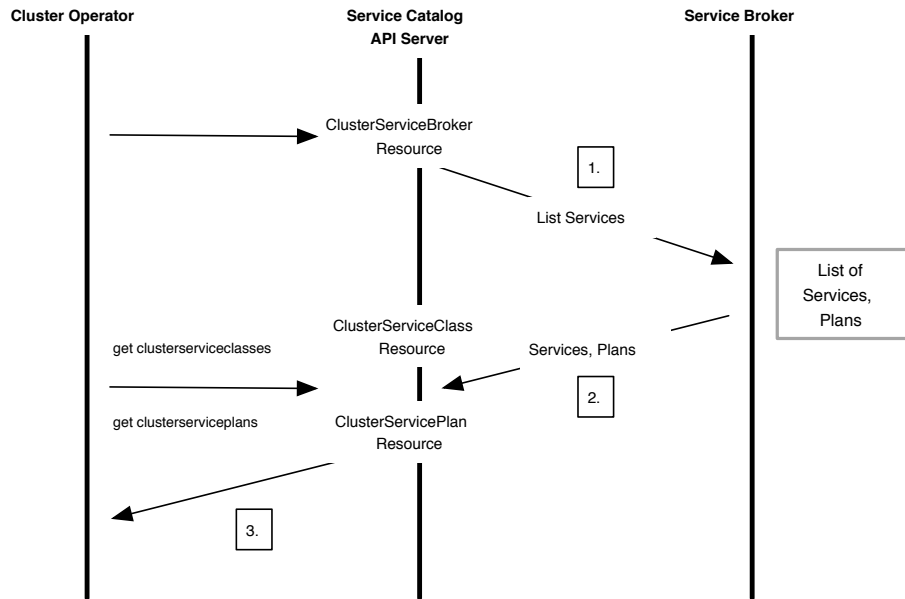 Cluster Operator
Service Catalog
API Server
Service Broker
ClusterServiceBroker
Resource
1.
List Services
List of
Services,
Plans
ClusterServiceClass
Resource
get clusterserviceclasses
Services, Plans
2.
get clusterserviceplans
ClusterServicePlan
Resource
3.